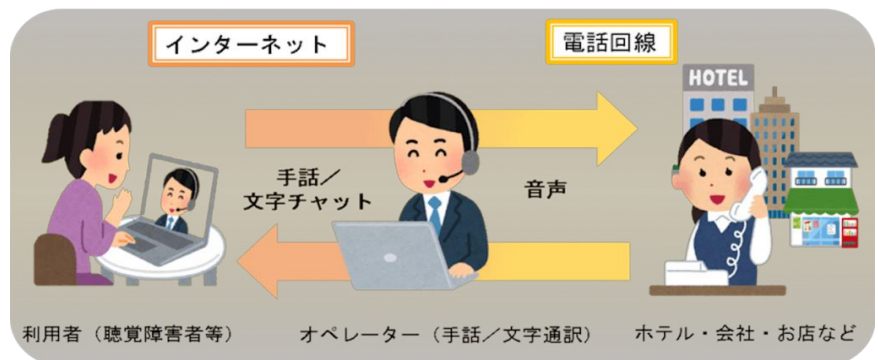 インターネット
電話回線
HOTEL
手話／
文字チャット
音声
利用者（聴覚障害者等）
オペレーター（手話／文字通訳）
ホテル・会社・お店など